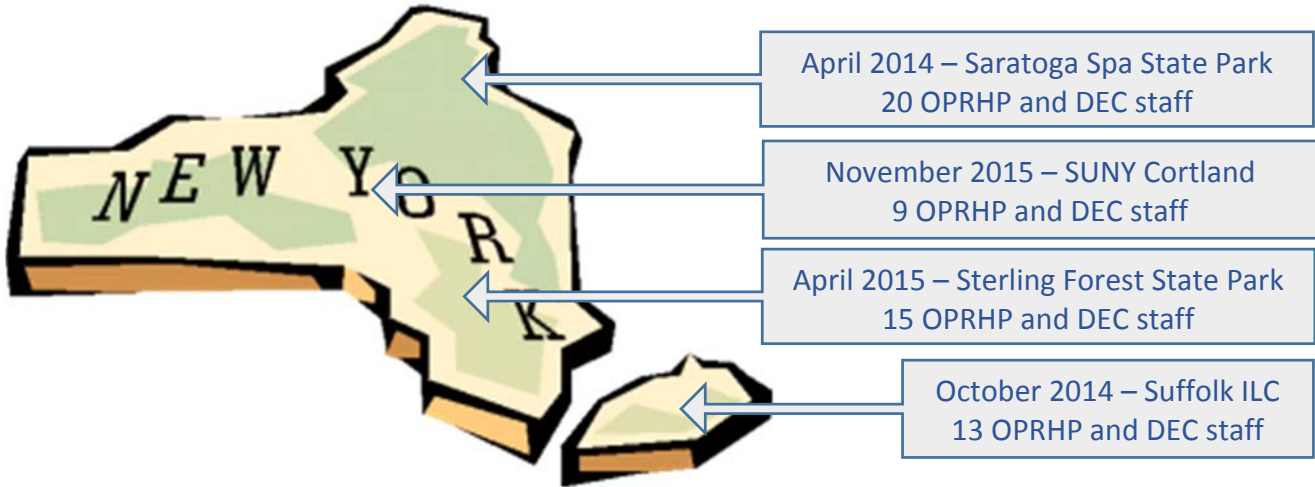 NEW YORK
April 2014 – Saratoga Spa State Park
20 OPRHP and DEC staff
November 2015 – SUNY Cortland
9 OPRHP and DEC staff
April 2015 – Sterling Forest State Park
15 OPRHP and DEC staff
October 2014 – Suffolk ILC
13 OPRHP and DEC staff